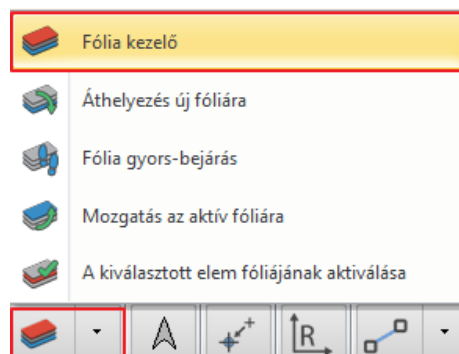 Fólia kezelő
Áthelyezés új fóliára
Fólia gyors-bejárás
Mozgatás az aktív fóliára
A kiválasztott elem fóliájának aktiválása
R